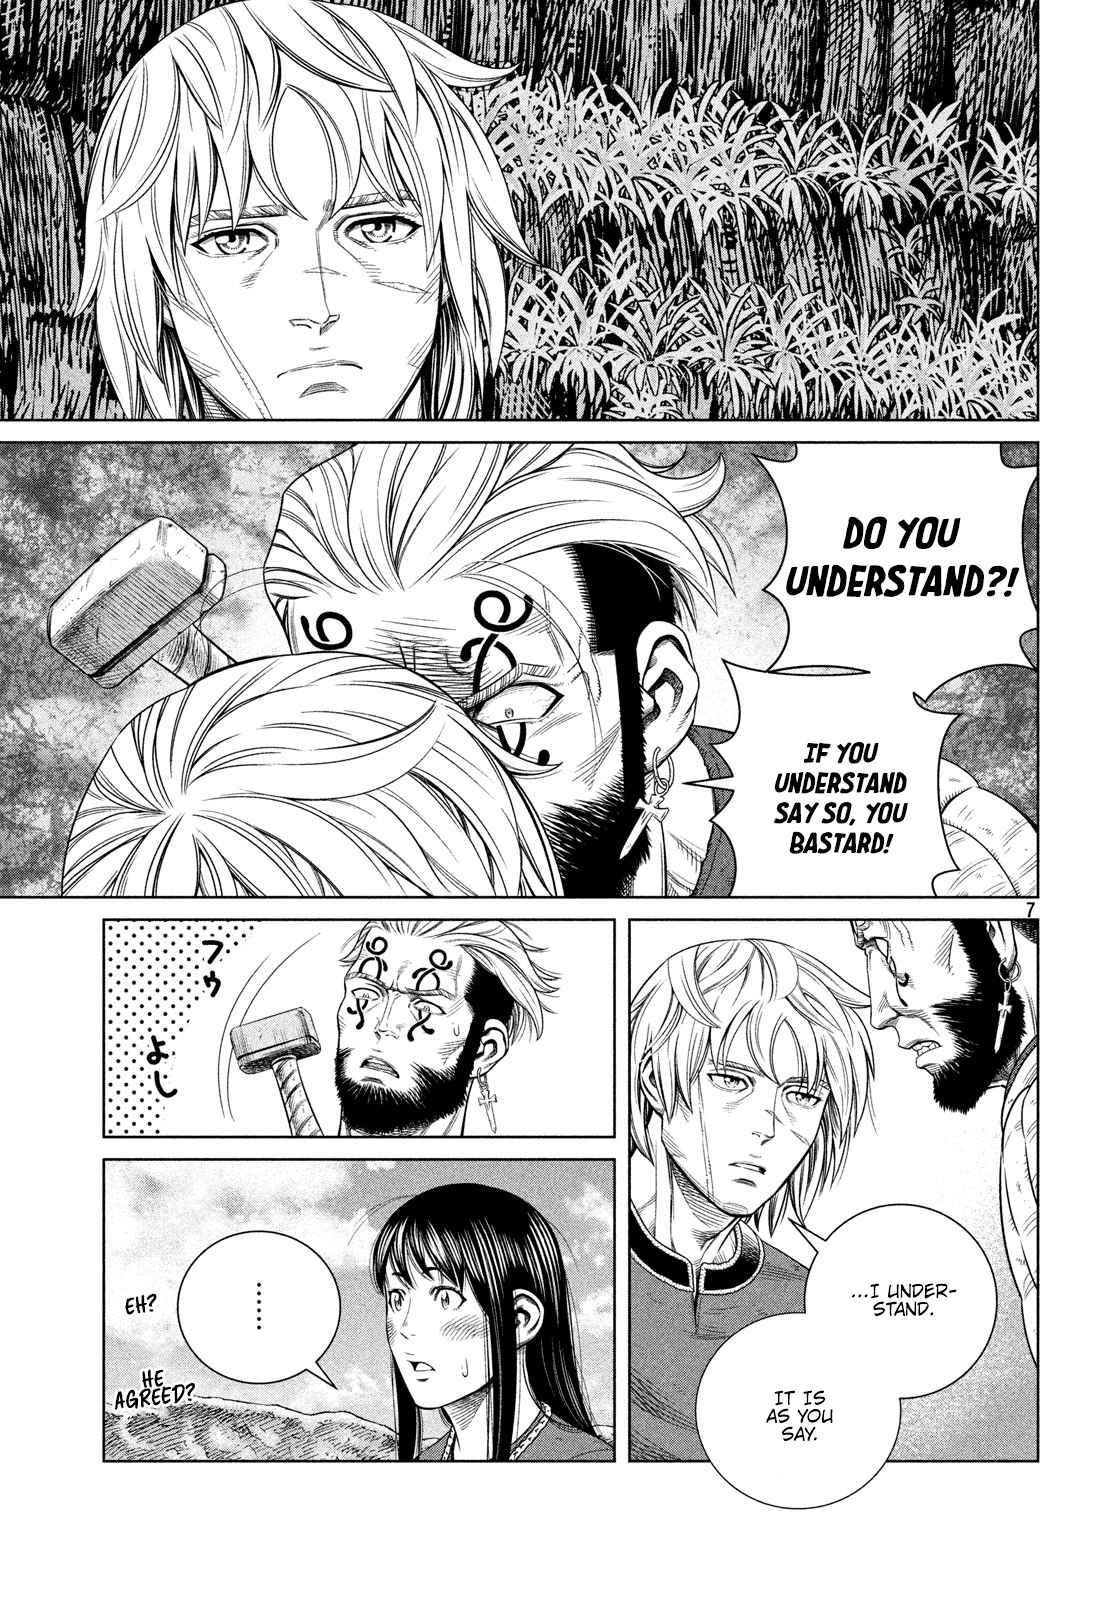 DO YOU
UNDERSTAND?!
IF YOU
UNDERSTAND
SAY SO, YOU
BASTARD!
7
...I UNDER-
STAND.
IT IS
AS YOU
SAY.
フゥ
よし
......
EH?
HE
AGREED?